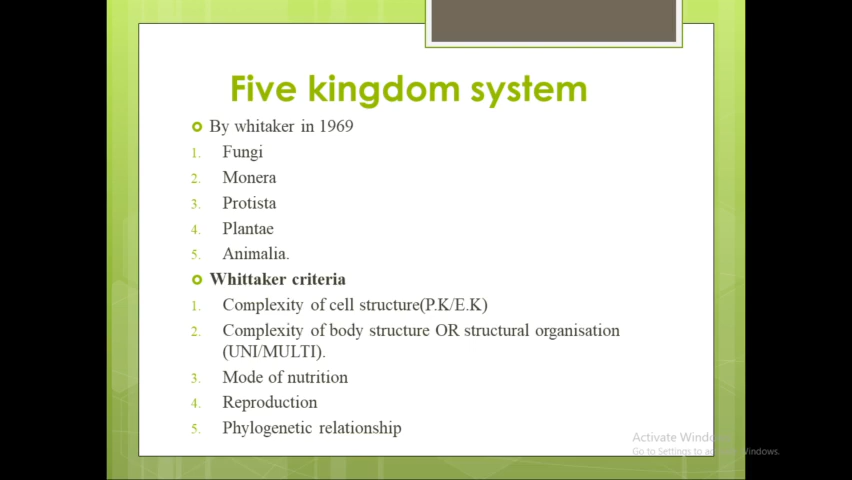 Five kingdom system
By whitaker in 1969
1. Fungi
2. Monera
3. Protista
4. Plantae
5. Animalia.
Whittaker criteria
1. Complexity of cell structure(P.K/E.K)
2. Complexity of body structure OR structural organisation
(UNI/MULTI).
3. Mode of nutrition
4. Reproduction
5. Phylogenetic relationship
Activate Windows
Go to Settings to activate Windows.